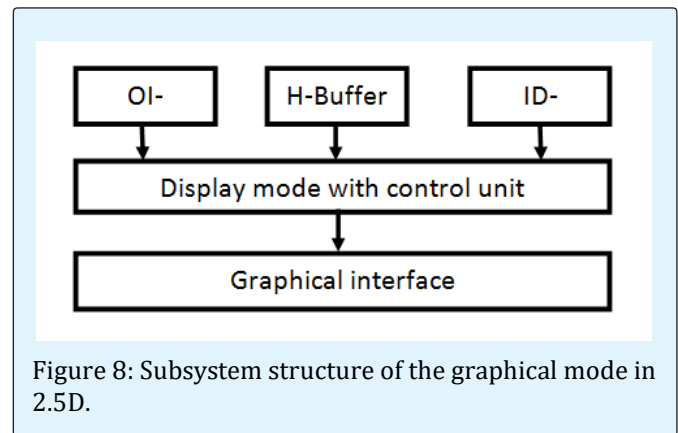 OI- H-Buffer ID-
Display mode with control unit
Graphical interface
Figure 8: Subsystem structure of the graphical mode in
2.5D.